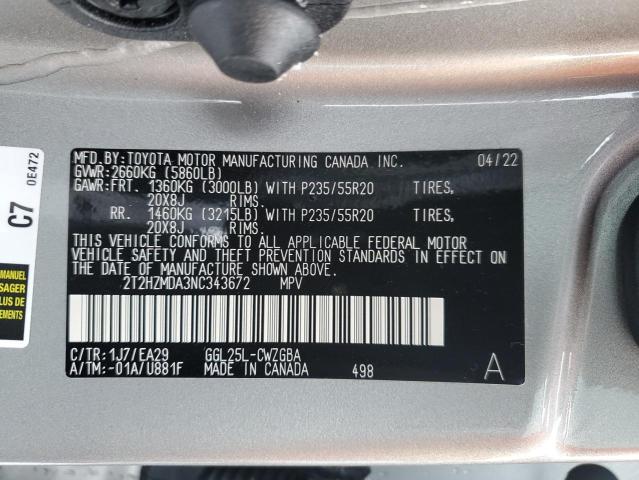 MFD.BY:TOYOTA MOTOR MANUFACTURING CANADA INC. 04/22
GVWR:2660KG (5860LB)
GAWR:FRT. 1360KG (3000LB) WITH P235/55R20 TIRES,
20X8J RIMS.
RR. 1460KG (3215LB) WITH P235/55R20 TIRES,
20X8J RIMS.
THIS VEHICLE CONFORMS TO ALL APPLICABLE FEDERAL MOTOR
VEHICLE SAFETY, BUMPER, AND THEFT PREVENTION STANDARDS IN EFFECT ON
THE DATE OF MANUFACTURE SHOWN ABOVE.
2T2HZMDA3NC343672 MPV
C/TR:1J7/EA29 GGL25L-CWZGBA
A/TM:-01A/U881F MADE IN CANADA 498 A
C7 0E472
MANUEL
SAGER
PLUS DE